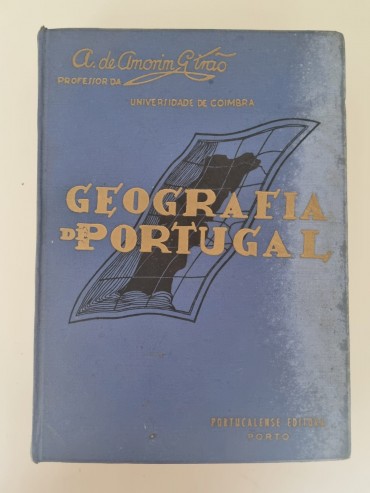 A. de Amorim Girão
PROFESSOR DA
UNIVERSIDADE DE COIMBRA
GEOGRAFIA
DE PORTUGAL
PORTUCALENSE EDITORA
PORTO